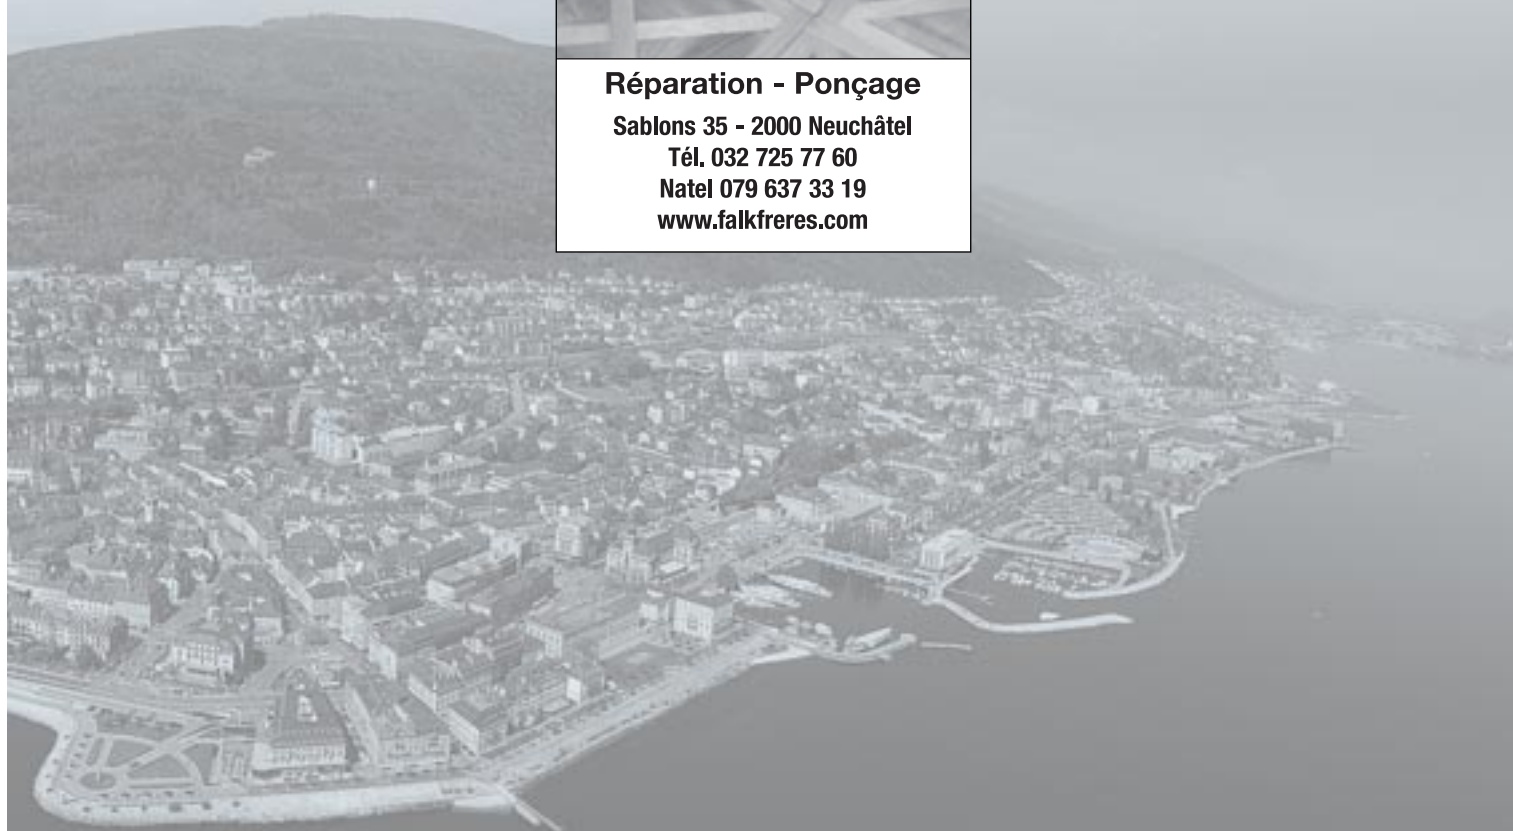 Réparation - Ponçage
Sablons 35 - 2000 Neuchâtel
Tél. 032 725 77 60
Natel 079 637 33 19
www.falkfreres.com